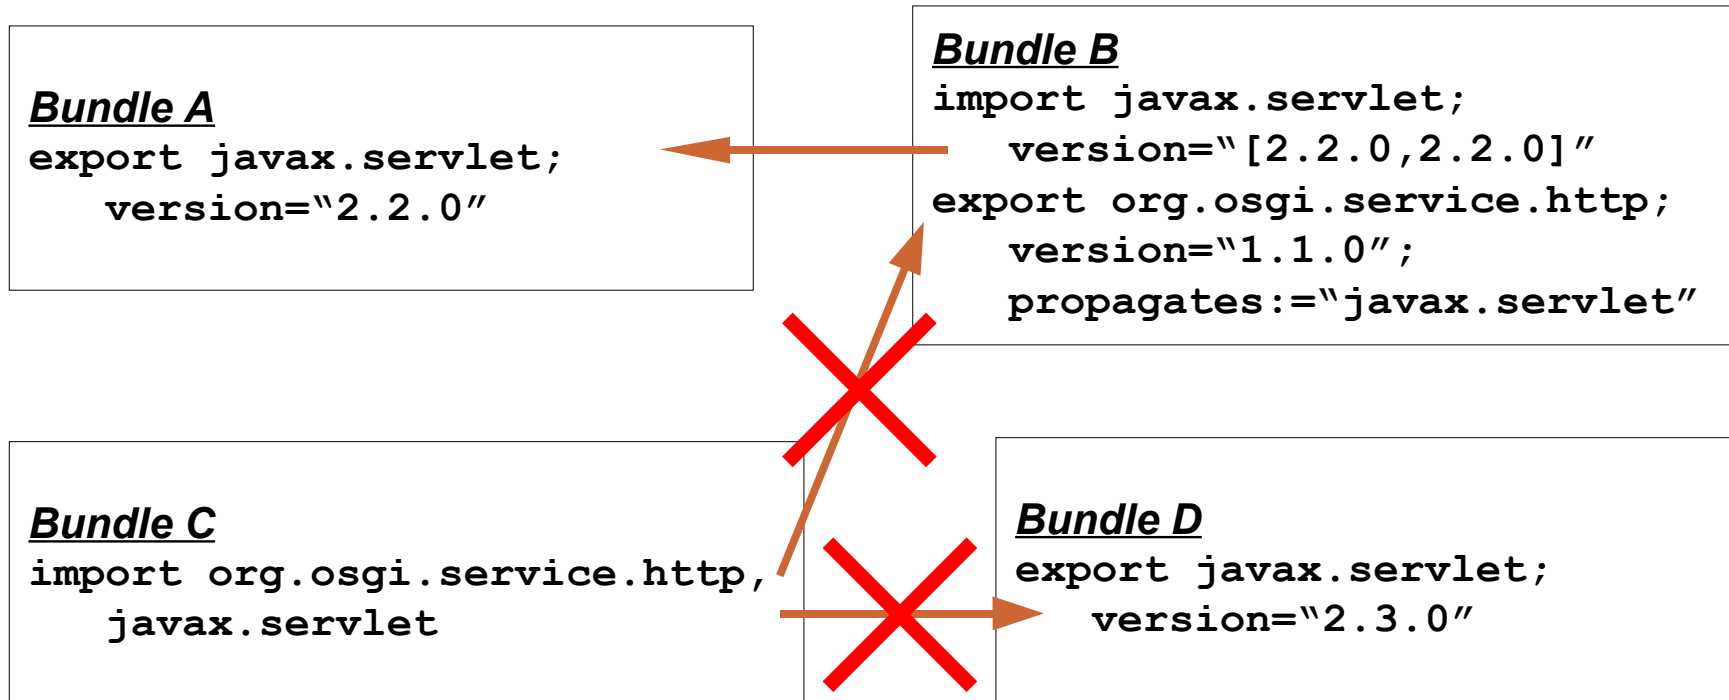 Bundle A
export javax.servlet;
version=“2.2.0”
Bundle B
import javax.servlet;
version=“[2.2.0,2.2.0]”
export org.osgi.service.http;
version=“1.1.0”;
propagates:=“javax.servlet”
Bundle C
import org.osgi.service.http,
javax.servlet
Bundle D
export javax.servlet;
version=“2.3.0”